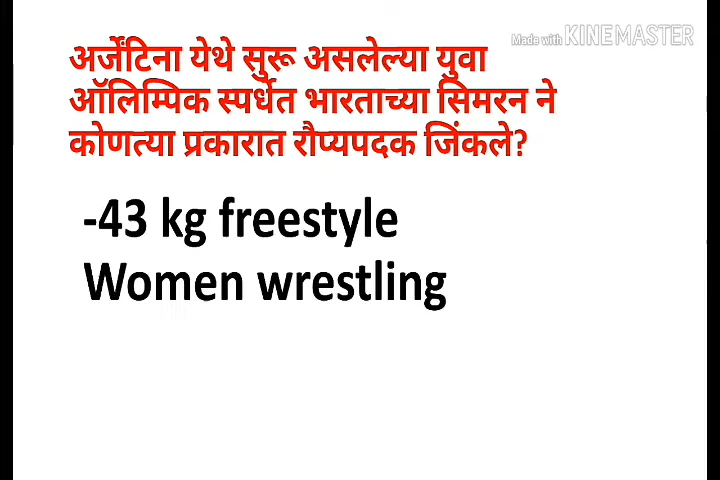 Made with KINEMASTER
अर्जेंटिना येथे सुरू असलेल्या युवा
ऑलिम्पिक स्पर्धेत भारताच्या सिमरन ने
कोणत्या प्रकारात रौप्यपदक जिंकले?
-43 kg freestyle
Women wrestling